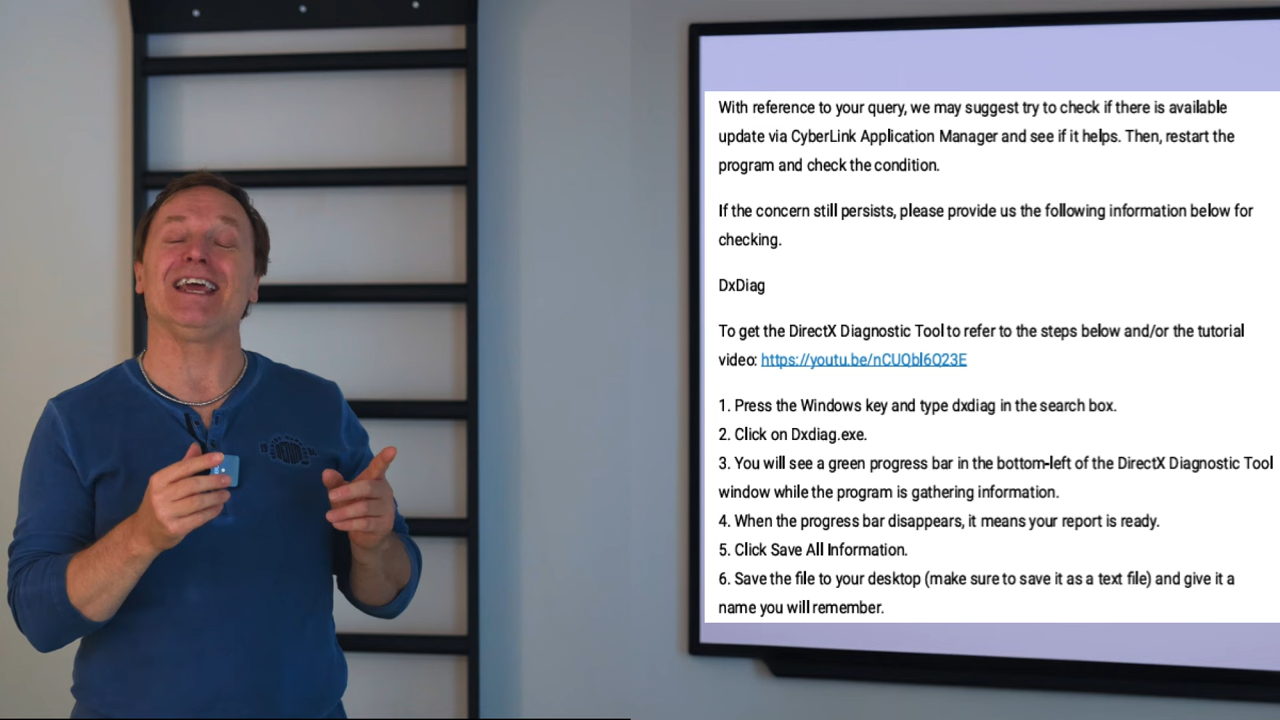 With reference to your query, we may suggest try to check if there is available
update via CyberLink Application Manager and see if it helps. Then, restart the
program and check the condition.
If the concern still persists, please provide us the following information below for
checking.
DxDiag
To get the DirectX Diagnostic Tool to refer to the steps below and/or the tutorial
video: https://youtu.be/nCUQbl6Q23E
1. Press the Windows key and type dxdiag in the search box.
2. Click on Dxdiag.exe.
3. You will see a green progress bar in the bottom-left of the DirectX Diagnostic Tool
window while the program is gathering information.
4. When the progress bar disappears, it means your report is ready.
5. Click Save All Information.
6. Save the file to your desktop (make sure to save it as a text file) and give it a
name you will remember.